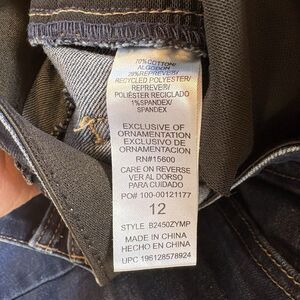 70%COTTON/
ALGODON
29%REPREVE®/
RECYCLED POLYESTER/
REPREVE®/
POLIÉSTER RECICLADO
1%SPANDEX/
SPANDEX
EXCLUSIVE OF
ORNAMENTATION
EXCLUSIVO DE
ORNAMENTACION
RN#15600
CARE ON REVERSE
VER AL DORSO
PARA CUIDADO
PO# 100-00121177
12
STYLE B2450ZYMP
MADE IN CHINA
HECHO EN CHINA
UPC 196128578924